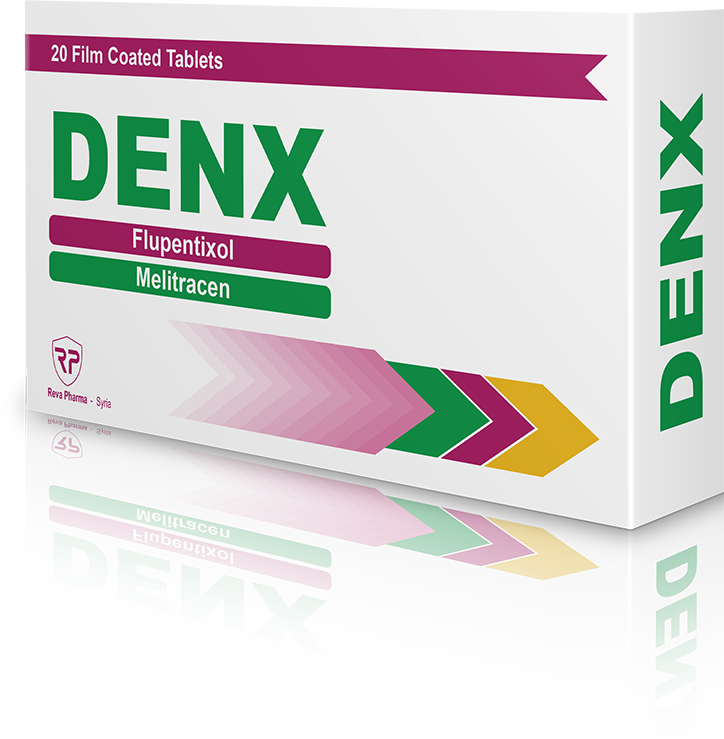 20 Film Coated Tablets
DENX
Flupentixol
Melitracen
RP
Reva Pharma - Syria
DENX